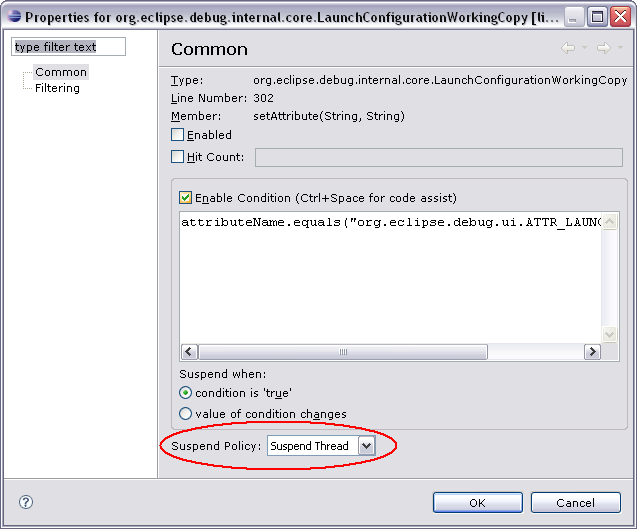 Properties for org.eclipse.debug.internal.core.LaunchConfigurationWorkingCopy [li...
type filter text
Common
Filtering
Common
Type: org.eclipse.debug.internal.core.LaunchConfigurationWorkingCopy
Line Number: 302
Member: setAttribute(String, String)
Enabled
Hit Count:
Enable Condition (Ctrl+Space for code assist)
attributeName.equals("org.eclipse.debug.ui.ATTR_LAUNC
Suspend when:
condition is 'true'
value of condition changes
Suspend Policy: Suspend Thread
?
OK Cancel